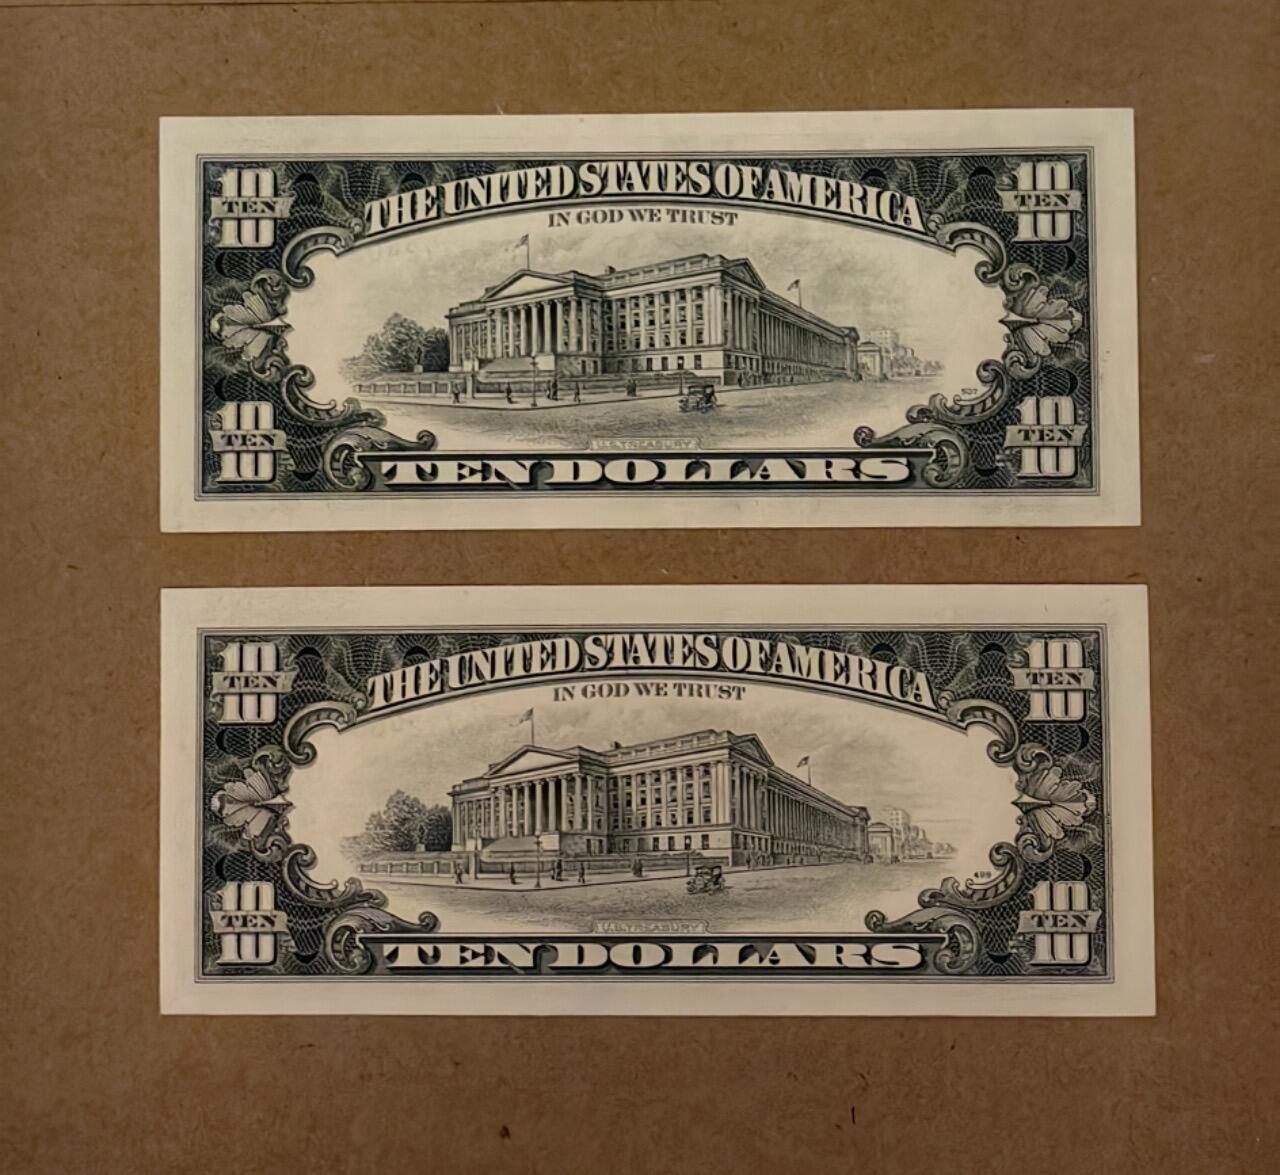 10 10
TEN TEN
10 10
THE UNITED STATES OF AMERICA
IN GOD WE TRUST
507
10 10
TEN TEN
10 10
U.S. TREASURY
TEN DOLLARS
10 10
TEN TEN
10 10
THE UNITED STATES OF AMERICA
IN GOD WE TRUST
10 10
TEN TEN
10 10
U.S. TREASURY
TEN DOLLARS